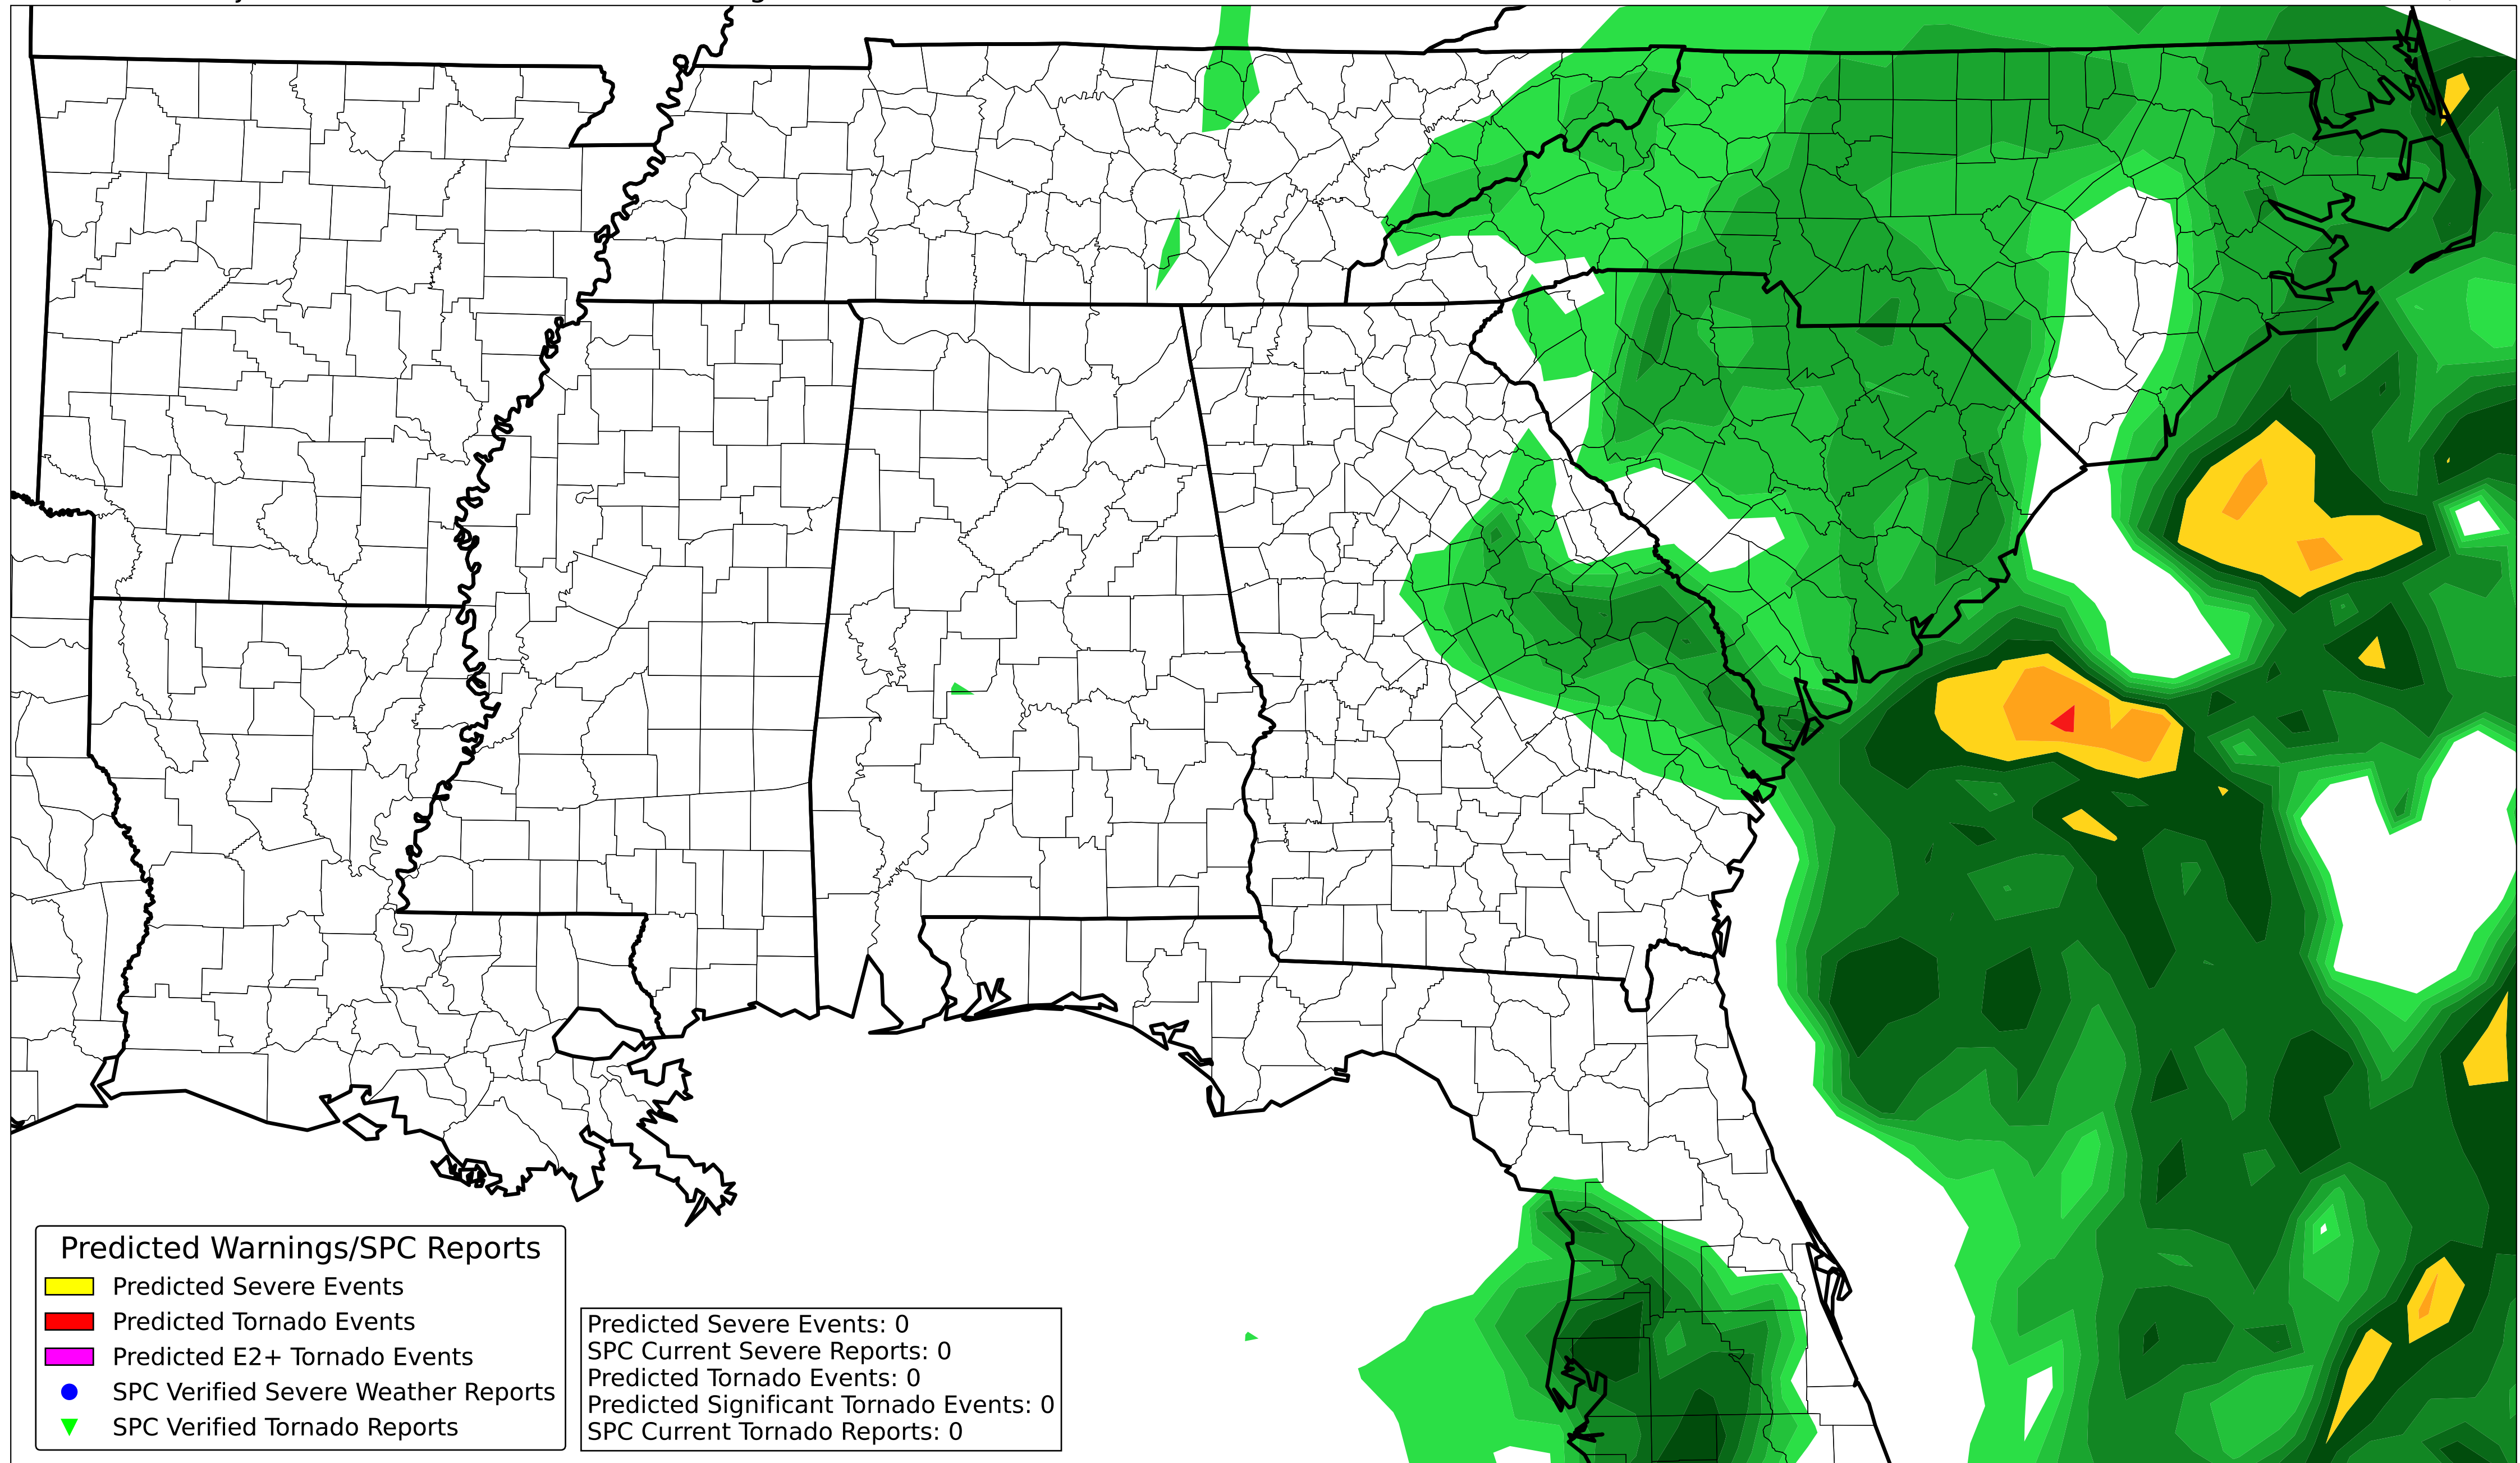 Predicted Warnings/SPC Reports
Predicted Severe Events
Predicted Tornado Events
Predicted E2+ Tornado Events
SPC Verified Severe Weather Reports
SPC Verified Tornado Reports
Predicted Severe Events: 0
SPC Current Severe Reports: 0
Predicted Tornado Events: 0
Predicted Significant Tornado Events: 0
SPC Current Tornado Reports: 0